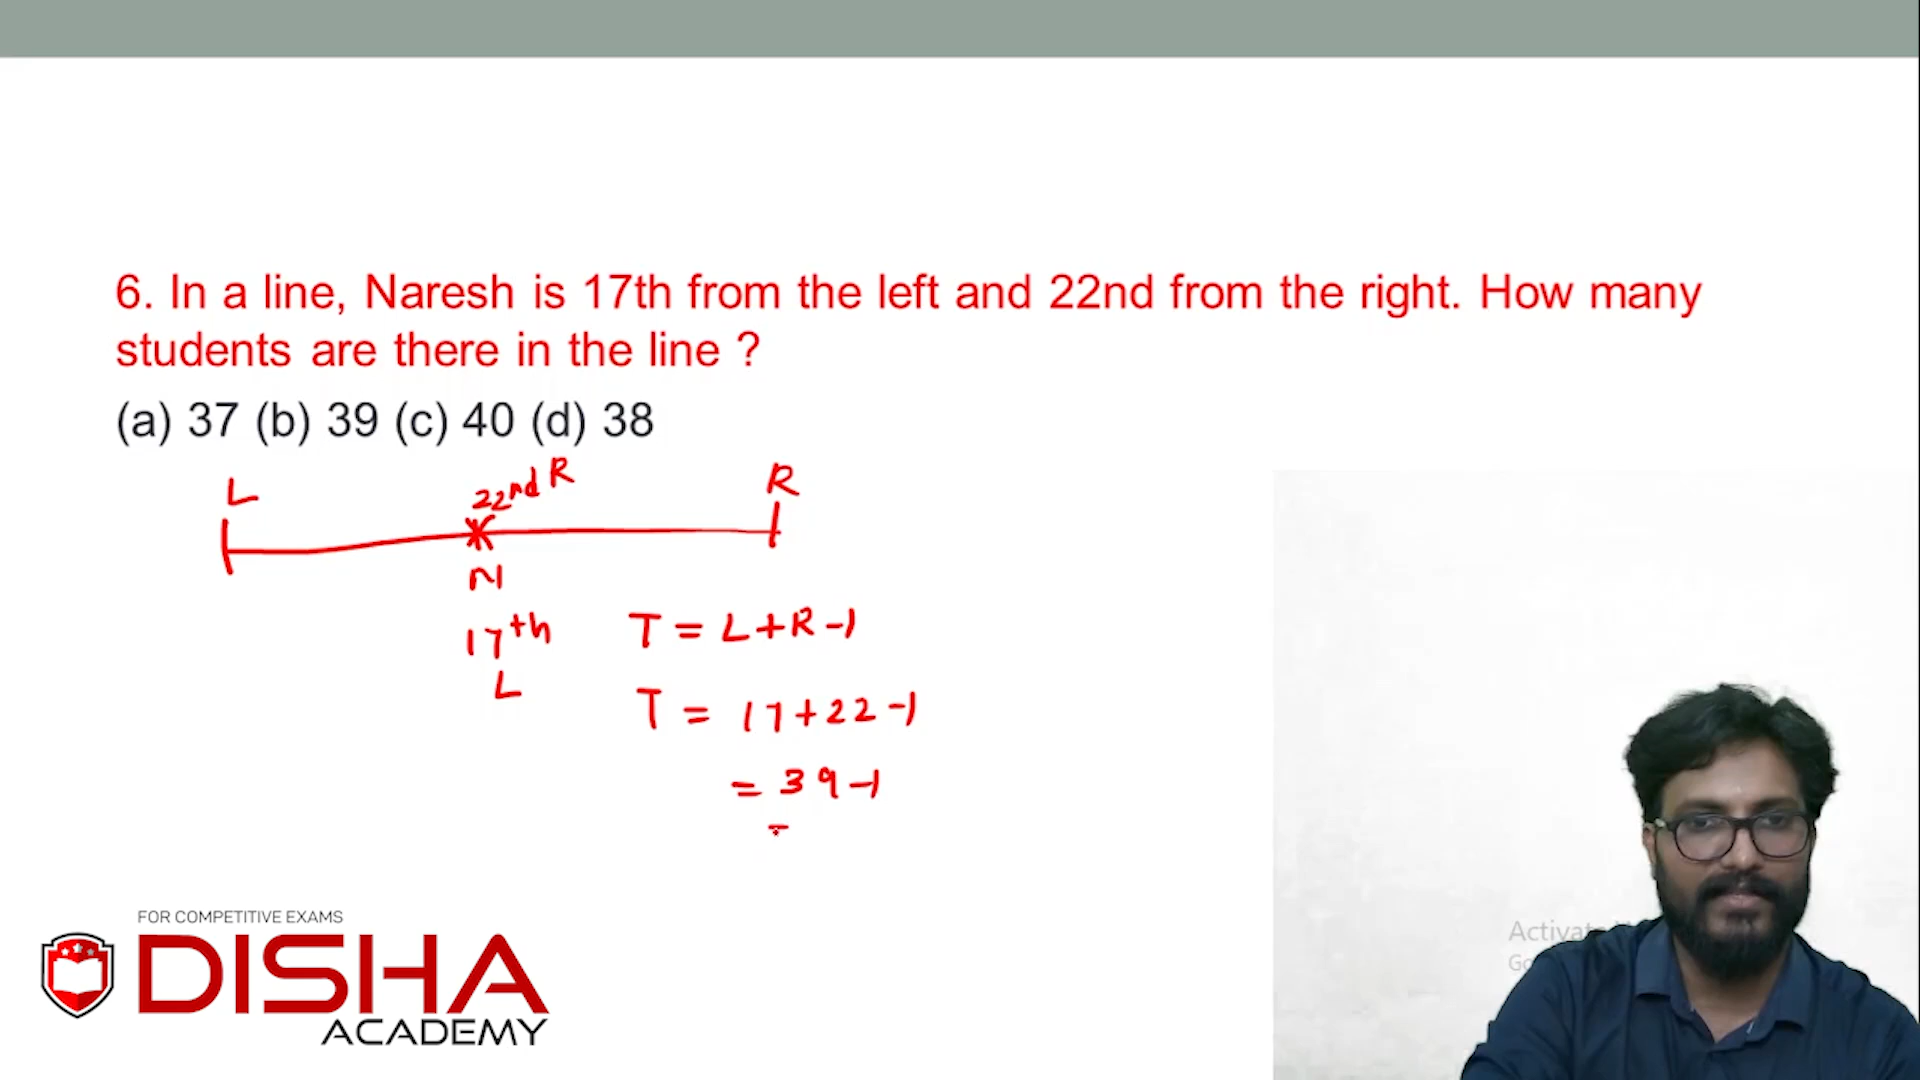 6. In a line, Naresh is 17th from the left and 22nd from the right. How many
students are there in the line ?
(a) 37 (b) 39 (c) 40 (d) 38
L 22nd R R
N
17th
L
T = L+R-1
T = 17+22-1
= 39-1
=
FOR COMPETITIVE EXAMS
DISHA
ACADEMY
Activat
Go